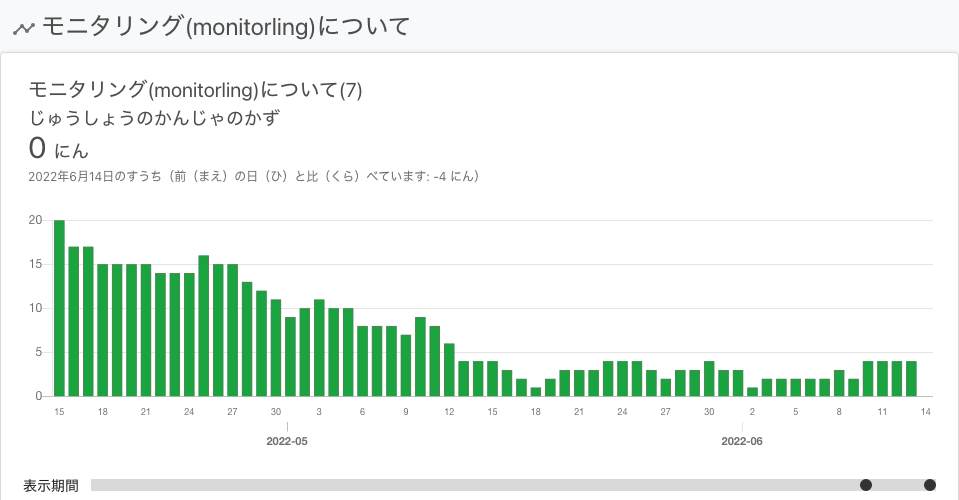 モニタリング(monitorling)について
モニタリング(monitorling)について(7)
じゅうしょうのかんじゃのかず
0 にん
2022年6月14日のすうち（前（まえ）の日（ひ）と比（くら）べています: -4 にん）
20
15
10
5
0
15 18 21 24 27 30 3 6 9 12 15 18 21 24 27 30 2 5 8 11 14
2022-05 2022-06
表示期間